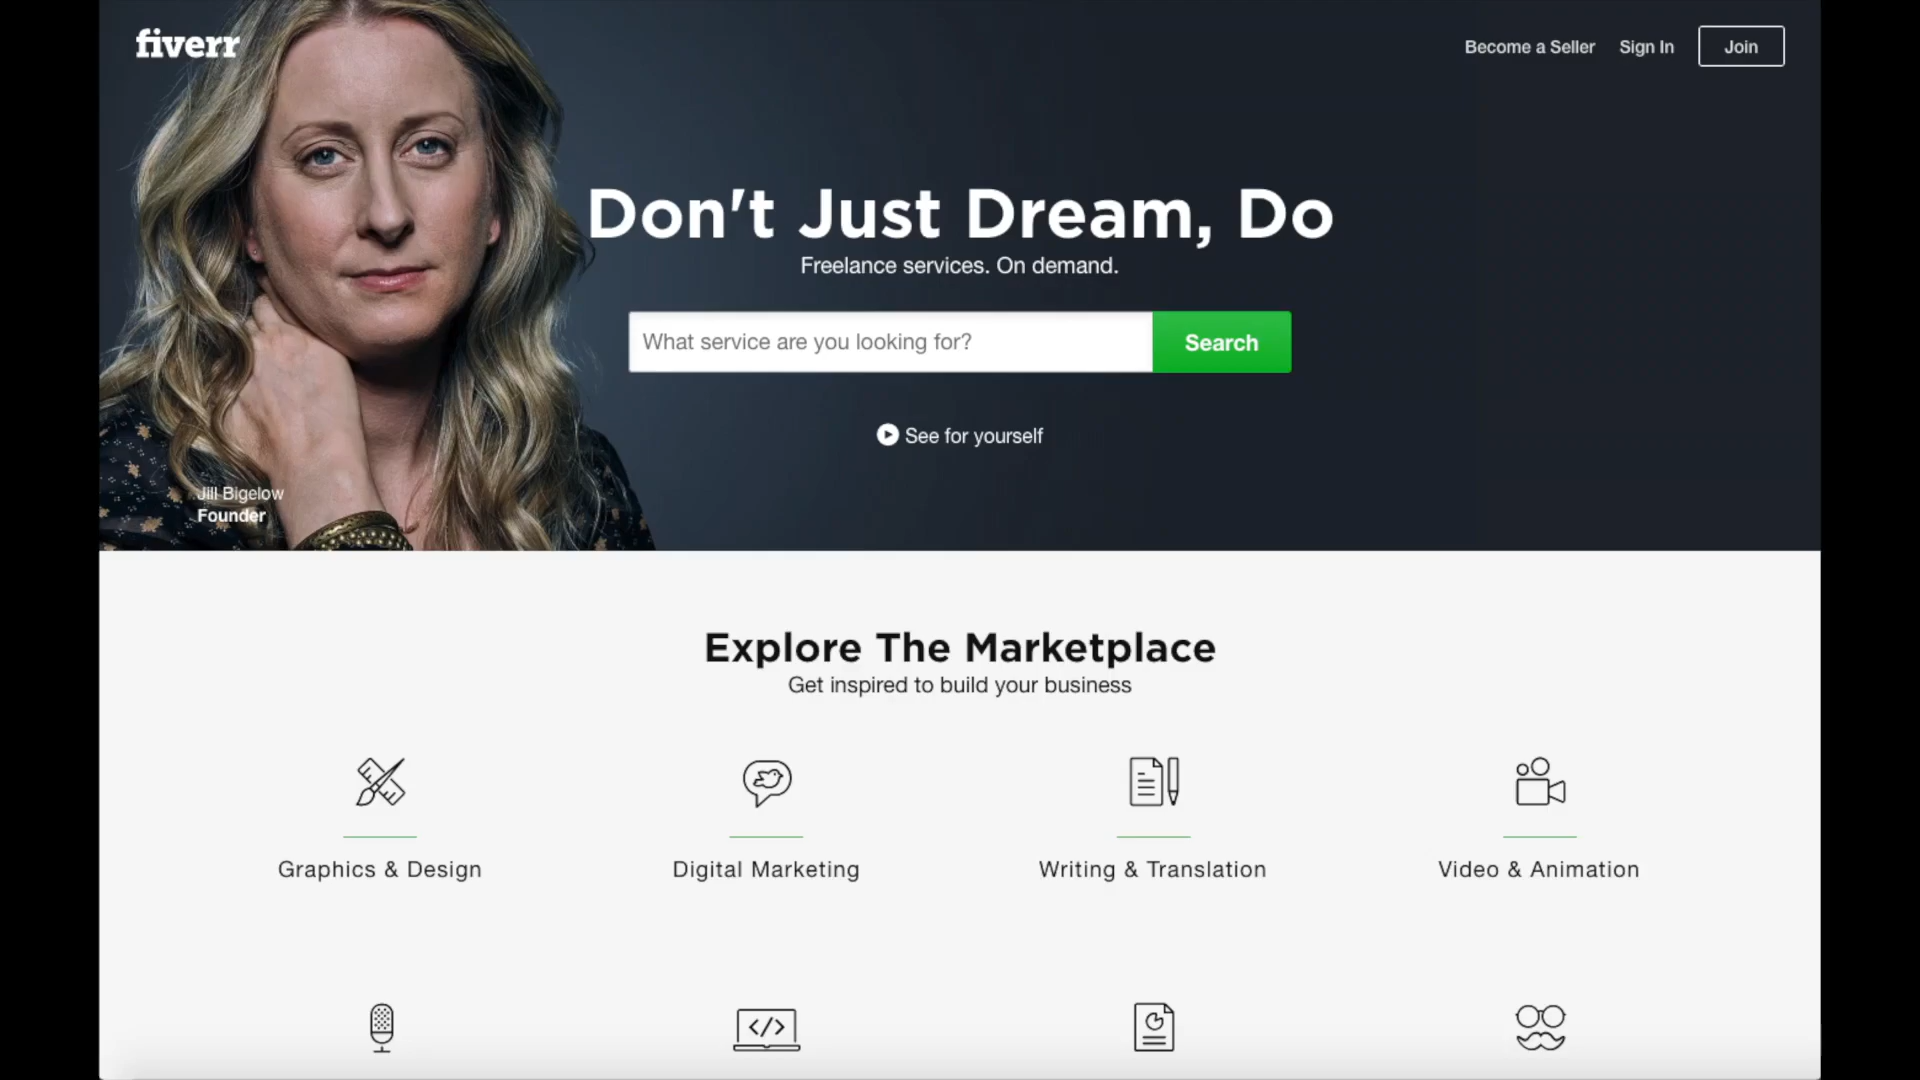 fiverr
Become a Seller
Sign In
Join
Don't Just Dream, Do
Freelance services. On demand.
What service are you looking for?
Search
See for yourself
Jill Bigelow
Founder
Explore The Marketplace
Get inspired to build your business
Graphics & Design
Digital Marketing
Writing & Translation
Video & Animation